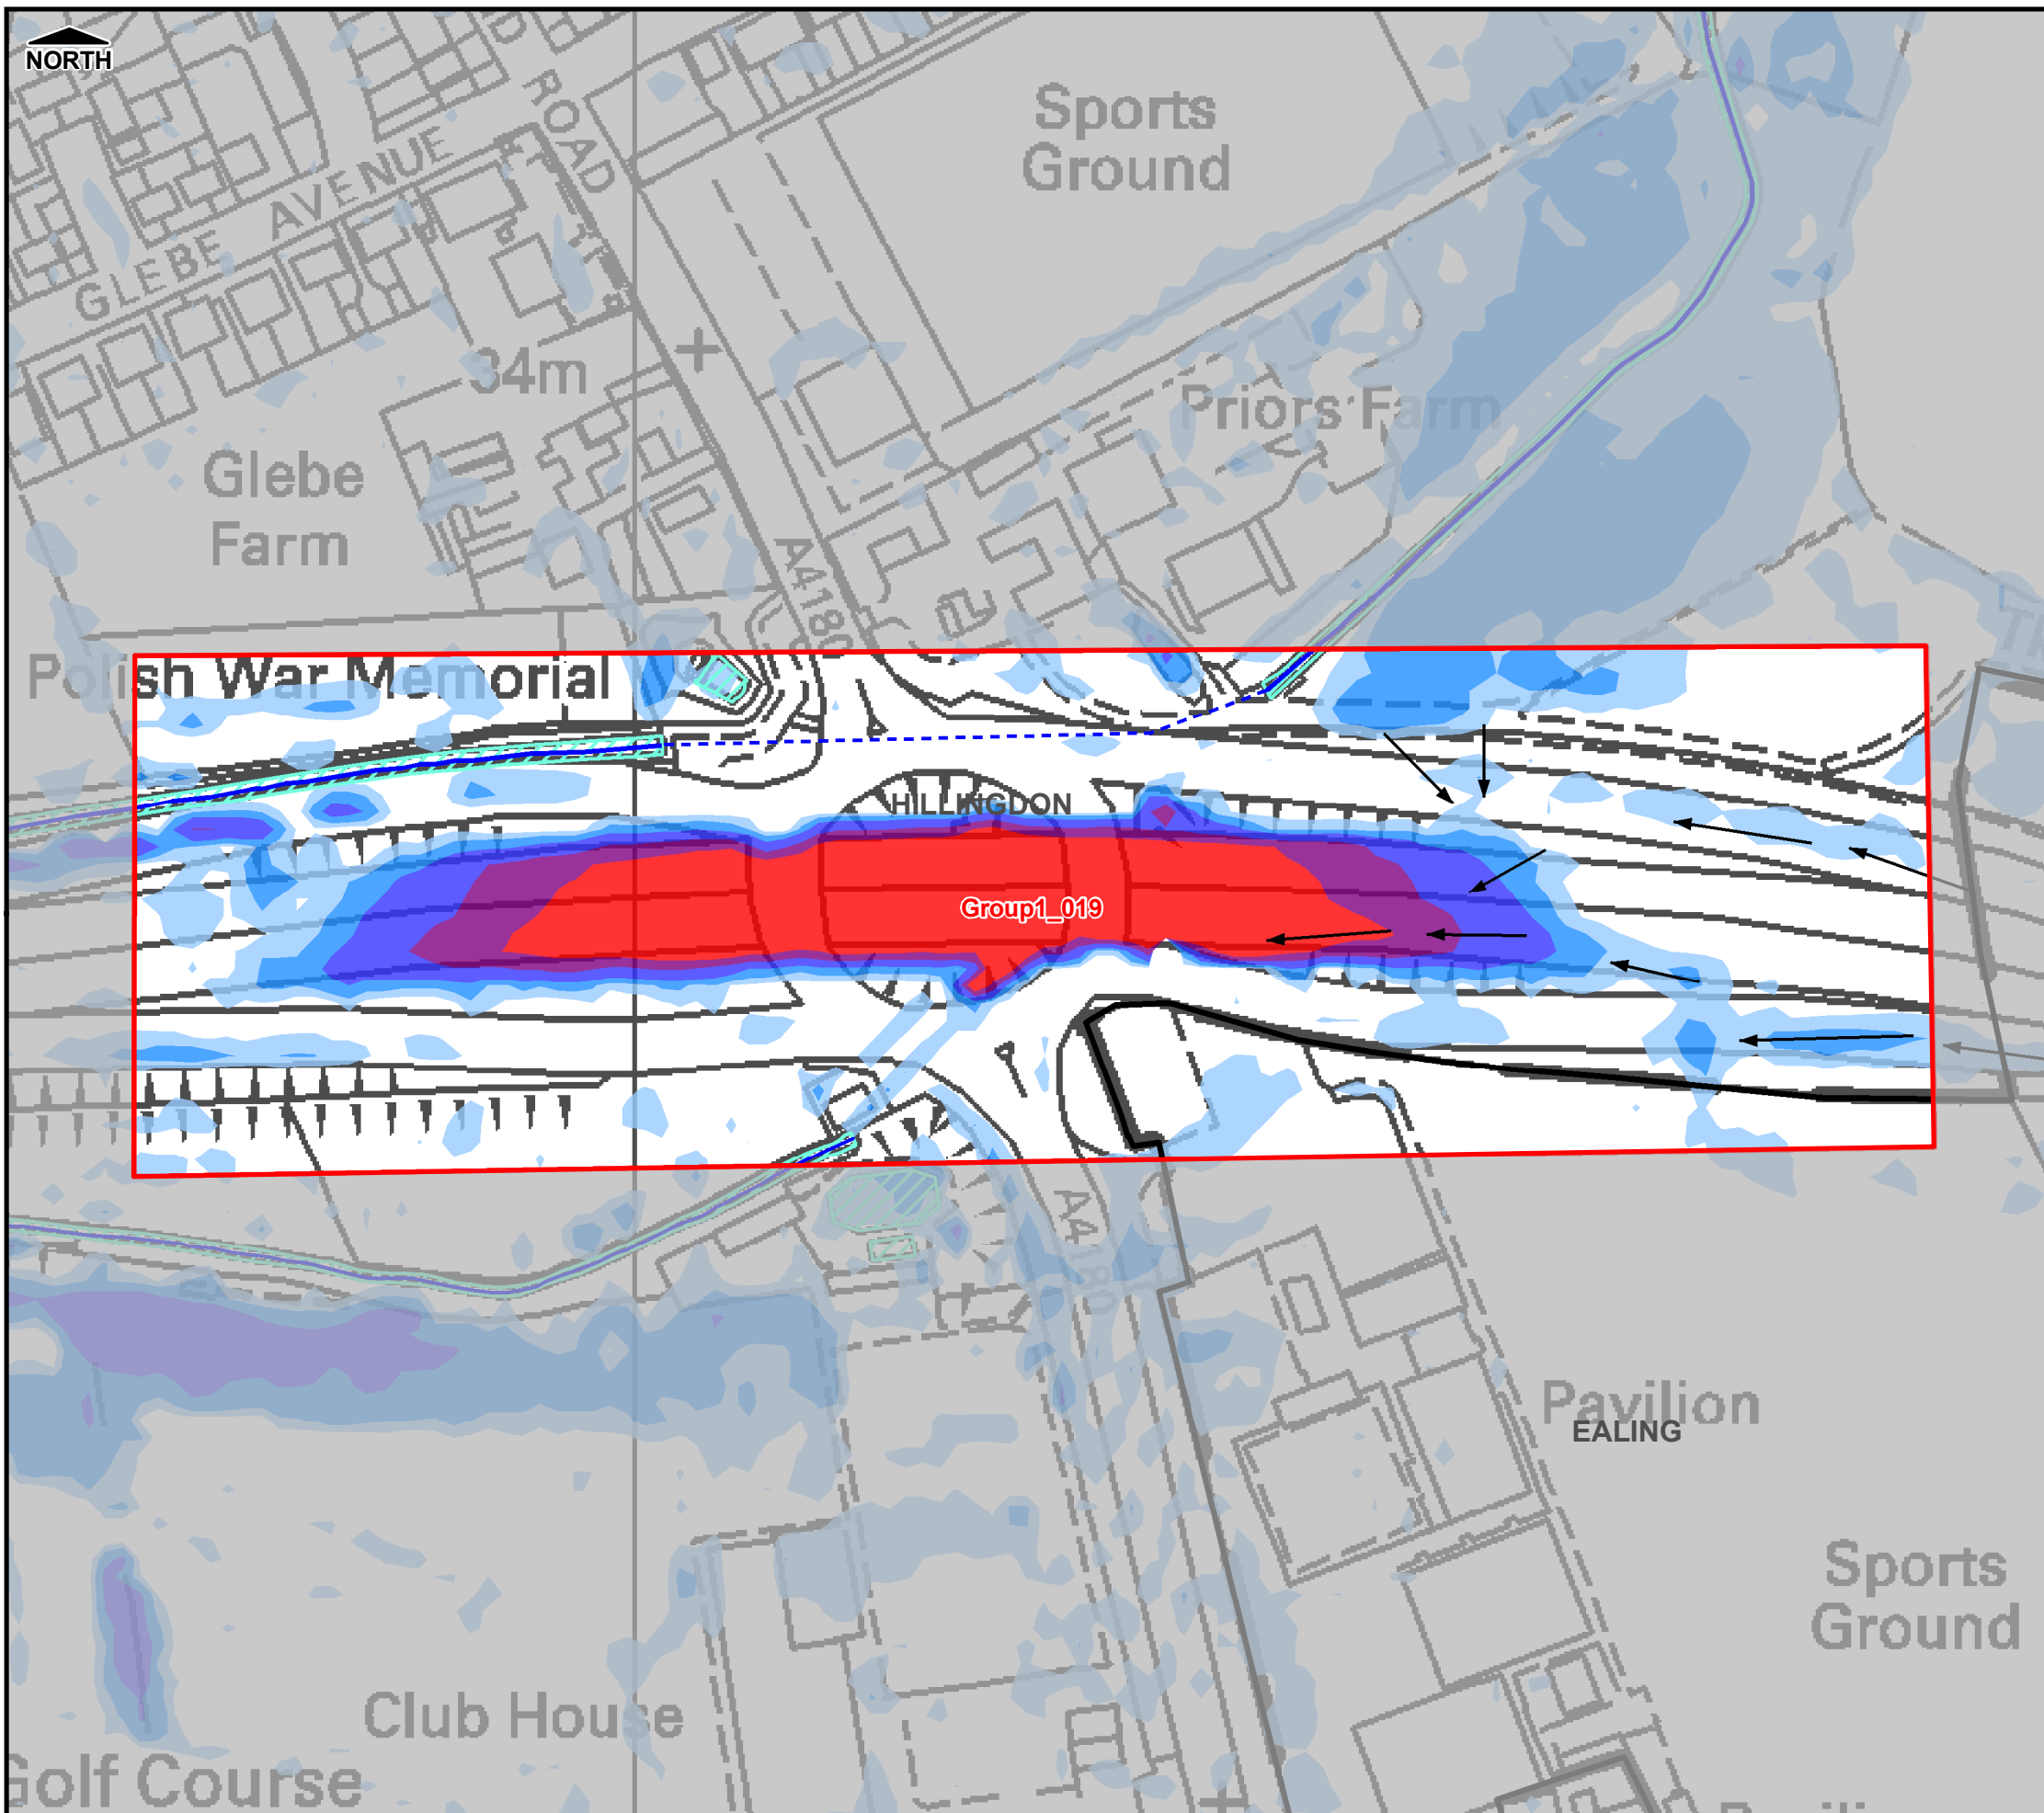 NORTH
ROAD
Sports
Ground
GLEBE AVENUE
34m
Priors Farm
Glebe
Farm
A4180
Polish War Memorial
HILLINGDON
Group1_019
A4180
Pavilion
EALING
Sports
Ground
Club House
Golf Course